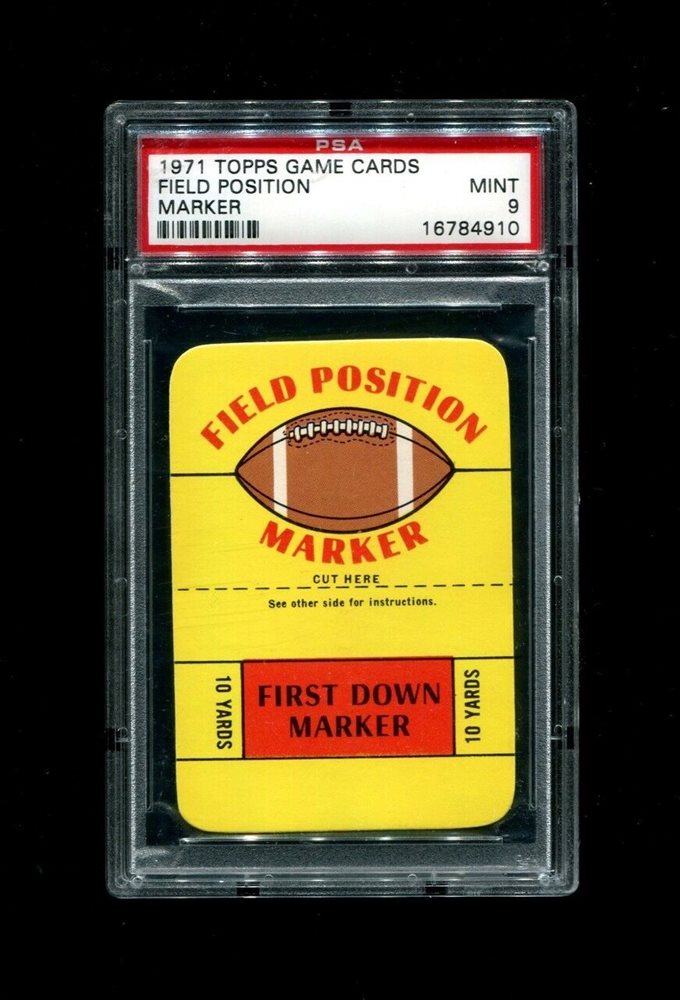 PSA
1971 TOPPS GAME CARDS
FIELD POSITION MINT
MARKER 9
16784910
FIELD POSITION
MARKER
CUT HERE
See other side for instructions.
10 YARDS
FIRST DOWN
MARKER
10 YARDS